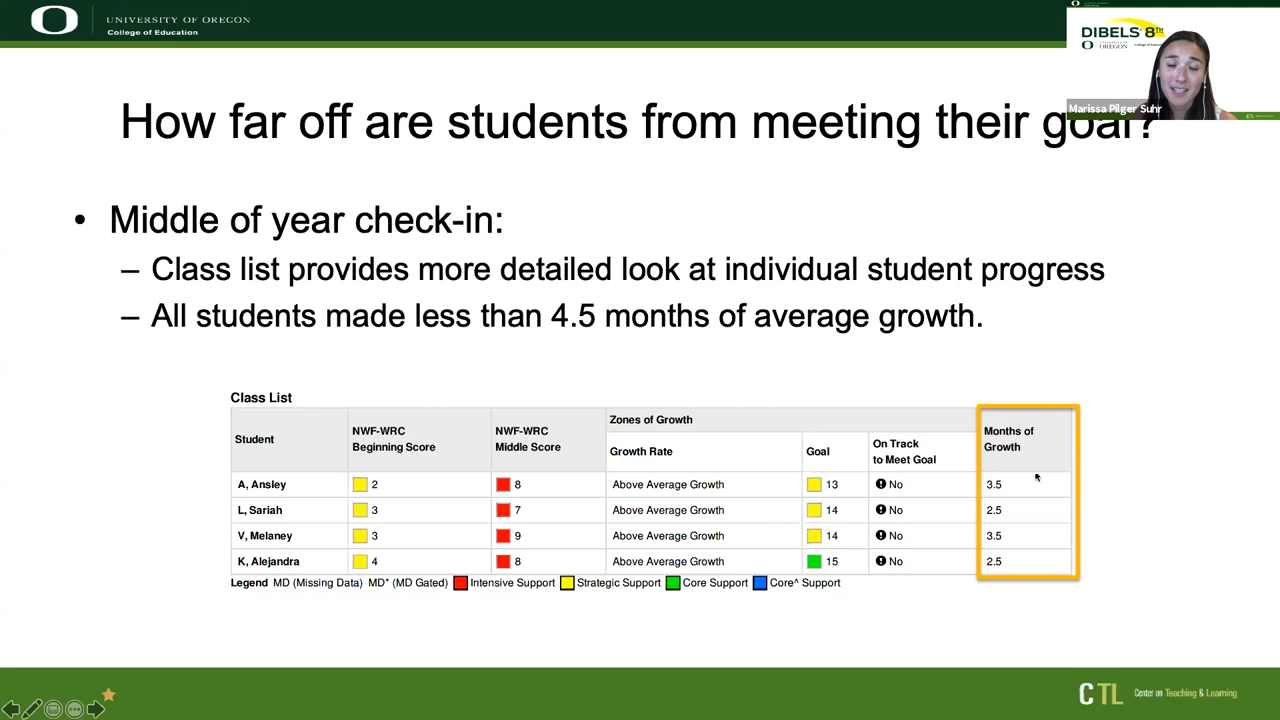 UNIVERSITY OF OREGON
College of Education
DIBELS 8TH
UNIVERSITY OF OREGON
Marissa Pilger Suhr
How far off are students from meeting their goal?
• Middle of year check-in:
– Class list provides more detailed look at individual student progress
– All students made less than 4.5 months of average growth.
Class List
Student NWF-WRC Beginning Score NWF-WRC Middle Score Zones of Growth Months of Growth
Growth Rate Goal On Track to Meet Goal
A, Ansley 2 8 Above Average Growth 13 No 3.5
L, Sariah 3 7 Above Average Growth 14 No 2.5
V, Melaney 3 9 Above Average Growth 14 No 3.5
K, Alejandra 4 8 Above Average Growth 15 No 2.5
Legend MD (Missing Data) MD* (MD Gated) Intensive Support Strategic Support Core Support Core^ Support
CTL Center on Teaching & Learning